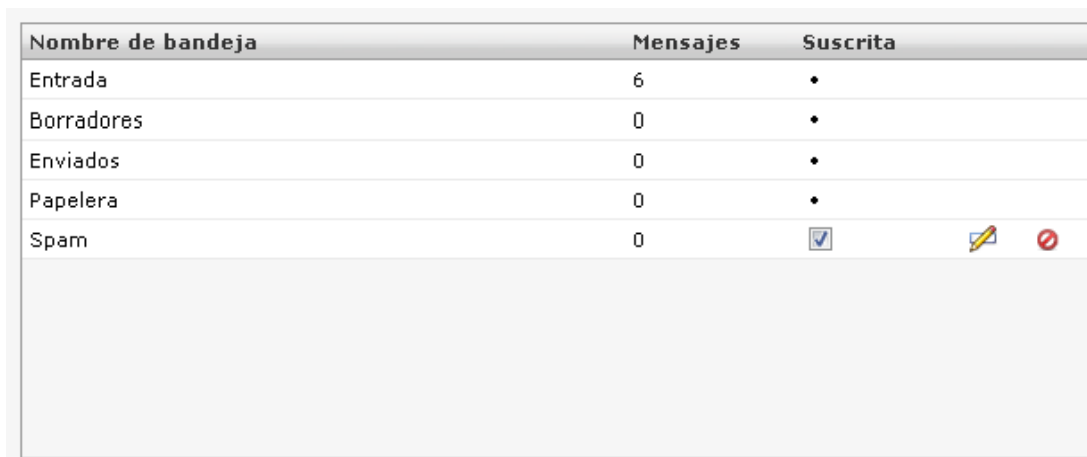 Nombre de bandeja Mensajes Suscrita
Entrada 6 •
Borradores 0 •
Enviados 0 •
Papelera 0 •
Spam 0